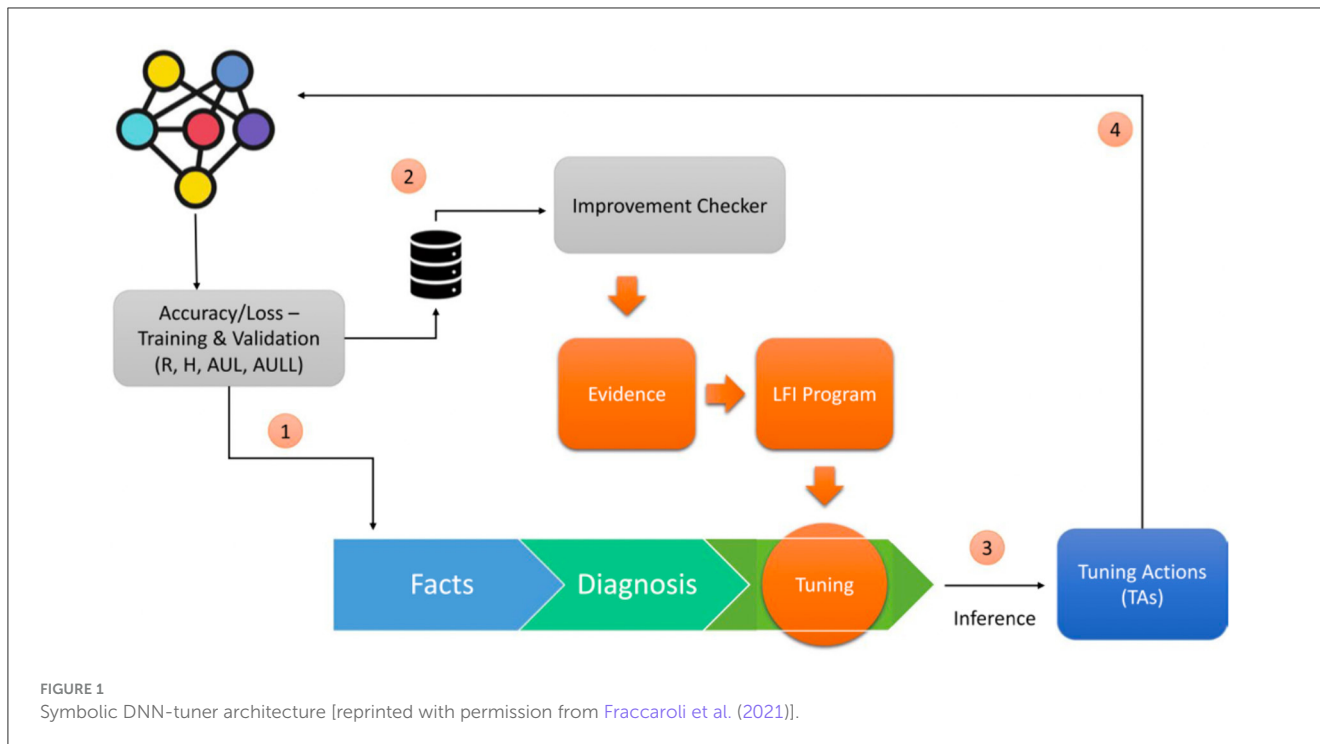 4
2
Improvement Checker
Accuracy/Loss –
Training & Validation
(R, H, AUL, AULL)
Evidence
LFI Program
1
3
Facts
Diagnosis
Tuning
Inference
Tuning Actions
(TAs)
FIGURE 1
Symbolic DNN-tuner architecture [reprinted with permission from Fraccaroli et al. (2021)].